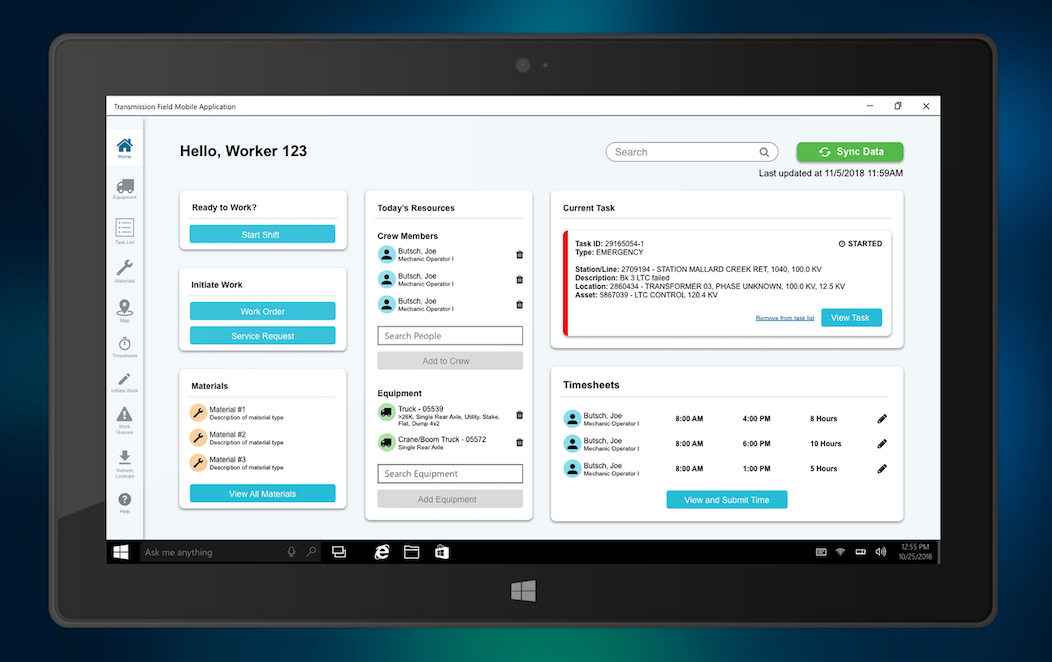 Transmission Field Mobile Application
Home
Equipment
Task List
Materials
Map
Timesheets
Initiate Work
Work
Queues
Refresh
Lookups
Help
Hello, Worker 123
Search
Sync Data
Last updated at 11/5/2018 11:59AM
Ready to Work?
Start Shift
Initiate Work
Work Order
Service Request
Materials
Material #1
Description of material type
Material #2
Description of material type
Material #3
Description of material type
View All Materials
Today's Resources
Crew Members
Butsch, Joe
Mechanic Operator I
Butsch, Joe
Mechanic Operator I
Butsch, Joe
Mechanic Operator I
Search People
Add to Crew
Equipment
Truck - 05539
>26K, Single Rear Axle, Utility, Stake,
Flat, Dump 4x2
Crane/Boom Truck - 05572
Single Rear Axle
Search Equipment
Add Equipment
Current Task
Task ID: 29165054-1
STARTED
Type: EMERGENCY
Station/Line: 2709194 - STATION MALLARD CREEK RET, 1040, 100.0 KV
Description: Bk 3 LTC failed
Location: 2860434 - TRANSFORMER 03, PHASE UNKNOWN, 100.0 KV, 12.5 KV
Asset: 5867039 - LTC CONTROL 120.4 KV
Remove from task list
View Task
Timesheets
Butsch, Joe
Mechanic Operator I
8:00 AM 4:00 PM 8 Hours
Butsch, Joe
Mechanic Operator I
8:00 AM 6:00 PM 10 Hours
Butsch, Joe
Mechanic Operator I
8:00 AM 1:00 PM 5 Hours
View and Submit Time
Ask me anything
12:55 PM
10/25/2018